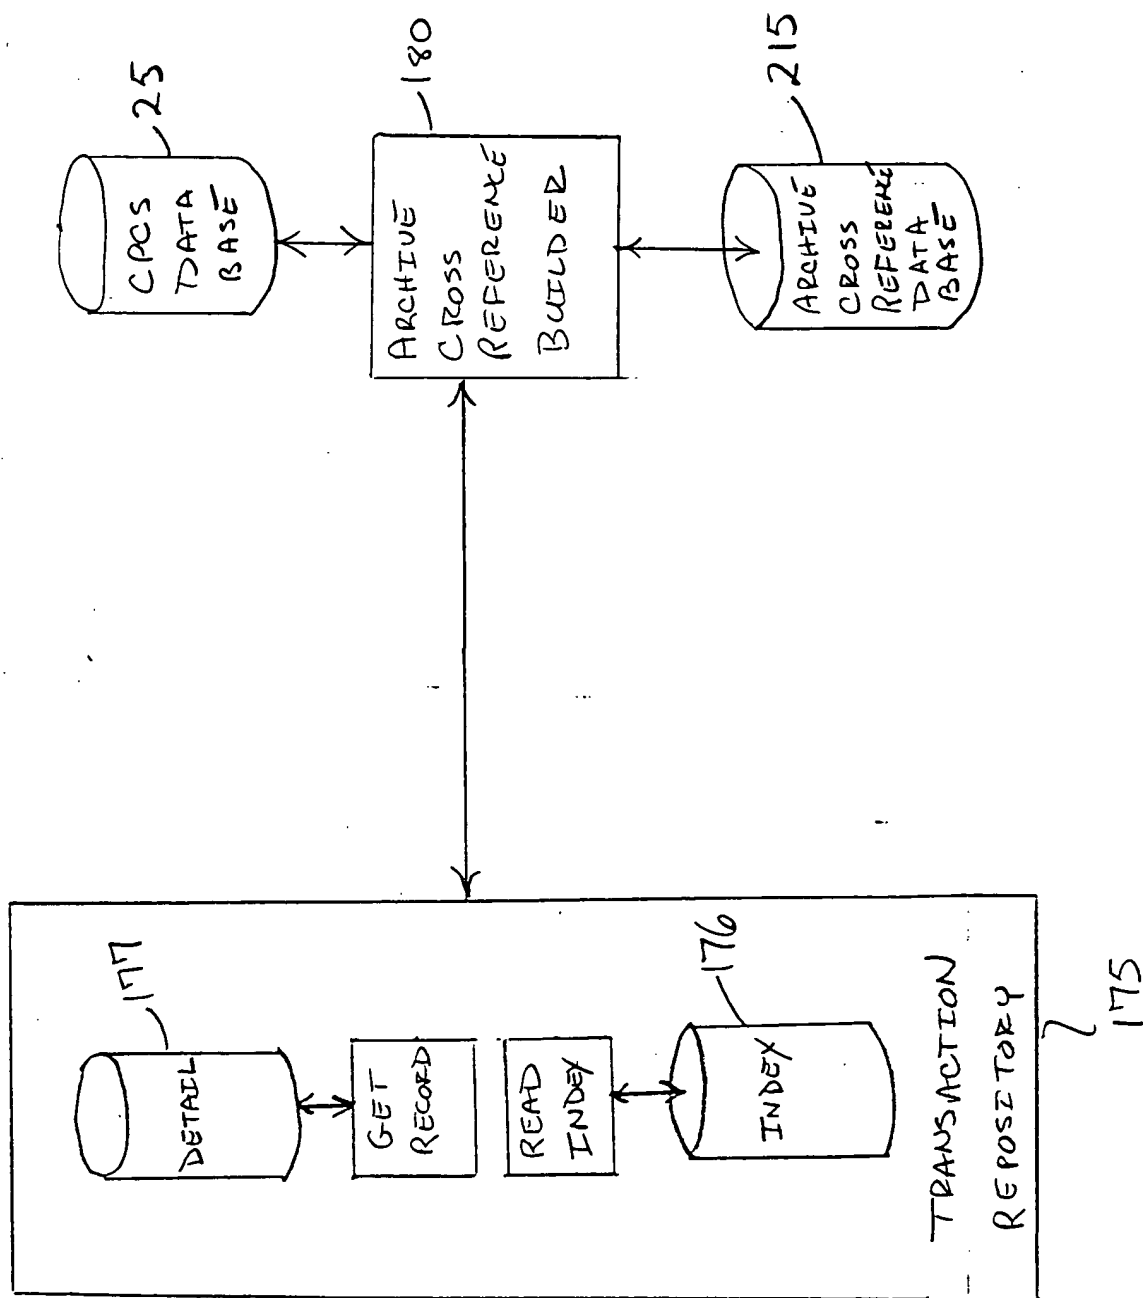 177
DETAIL
GET
RECORD
READ
INDEX
176
INDEX
TRANSACTION
REPOSITORY
175
25
CPCS
DATA
BASE
180
ARCHIVE
CROSS
REFERENCE
BUILDER
215
ARCHIVE
CROSS
REFERENCE
DATA
BASE